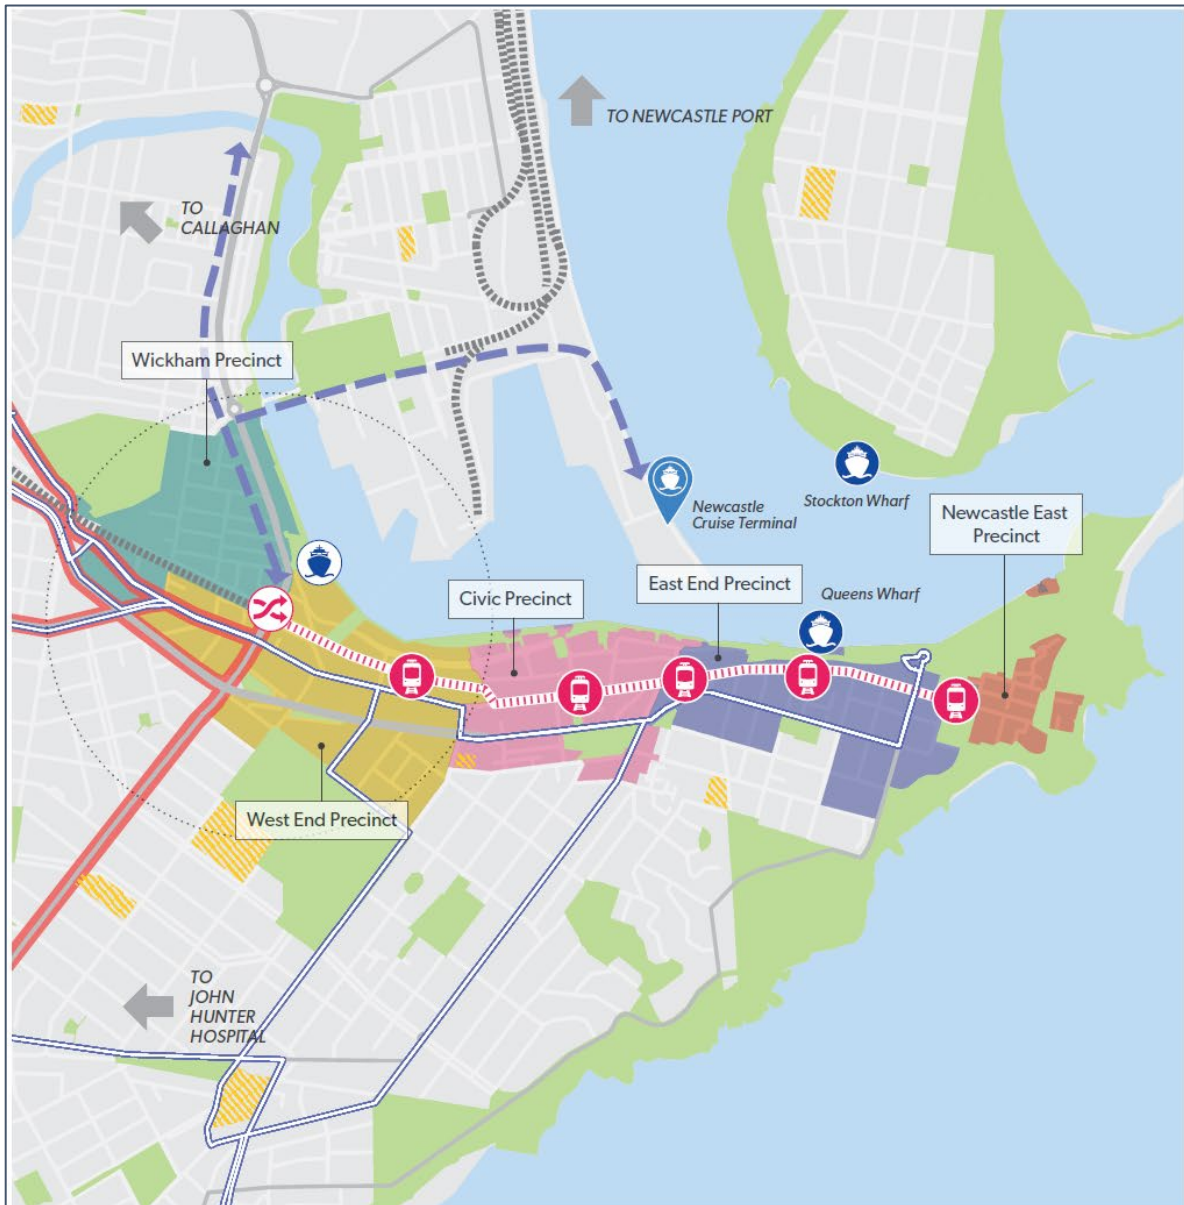 TO NEWCASTLE PORT
TO
CALLAGHAN
Wickham Precinct
Stockton Wharf
Newcastle
Cruise Terminal
Newcastle East
Precinct
East End Precinct
Civic Precinct
Queens Wharf
West End Precinct
TO
JOHN
HUNTER
HOSPITAL